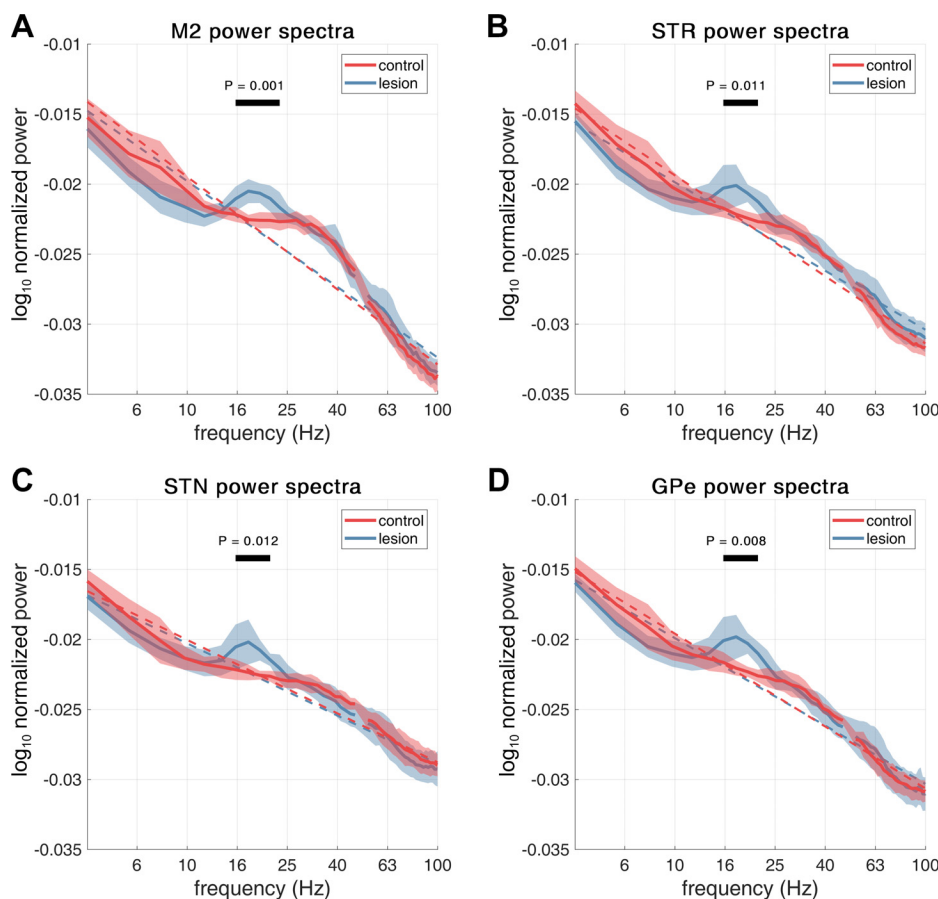 A
M2 power spectra
-0.01
-0.015
-0.02
-0.025
-0.03
-0.035
log10 normalized power
P = 0.001
control
lesion
6
10
16
25
40
63
100
frequency (Hz)
B
STR power spectra
-0.01
-0.015
-0.02
-0.025
-0.03
-0.035
log10 normalized power
P = 0.011
control
lesion
6
10
16
25
40
63
100
frequency (Hz)
C
STN power spectra
-0.01
-0.015
-0.02
-0.025
-0.03
-0.035
log10 normalized power
P = 0.012
control
lesion
6
10
16
25
40
63
100
frequency (Hz)
D
GPe power spectra
-0.01
-0.015
-0.02
-0.025
-0.03
-0.035
log10 normalized power
P = 0.008
control
lesion
6
10
16
25
40
63
100
frequency (Hz)